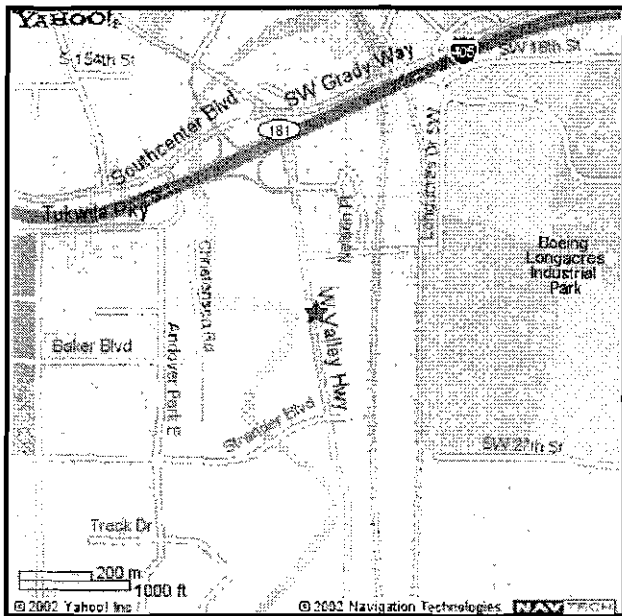 YAHOO!
405
SW 16th St
S 154th St
SW Grady Way
Southcenter Blvd
181
Tukwila Pky
Longacres Dr SW
Nelson Pl
Christensen Rd
Boeing
Longacres
Industrial
Park
W Valley Hwy
Baker Blvd
Andover Park E
Strander Blvd
SW 27th St
Treck Dr
200 m
1000 ft
© 2002 Yahoo! Inc
© 2002 Navigation Technologies
NAVTECH